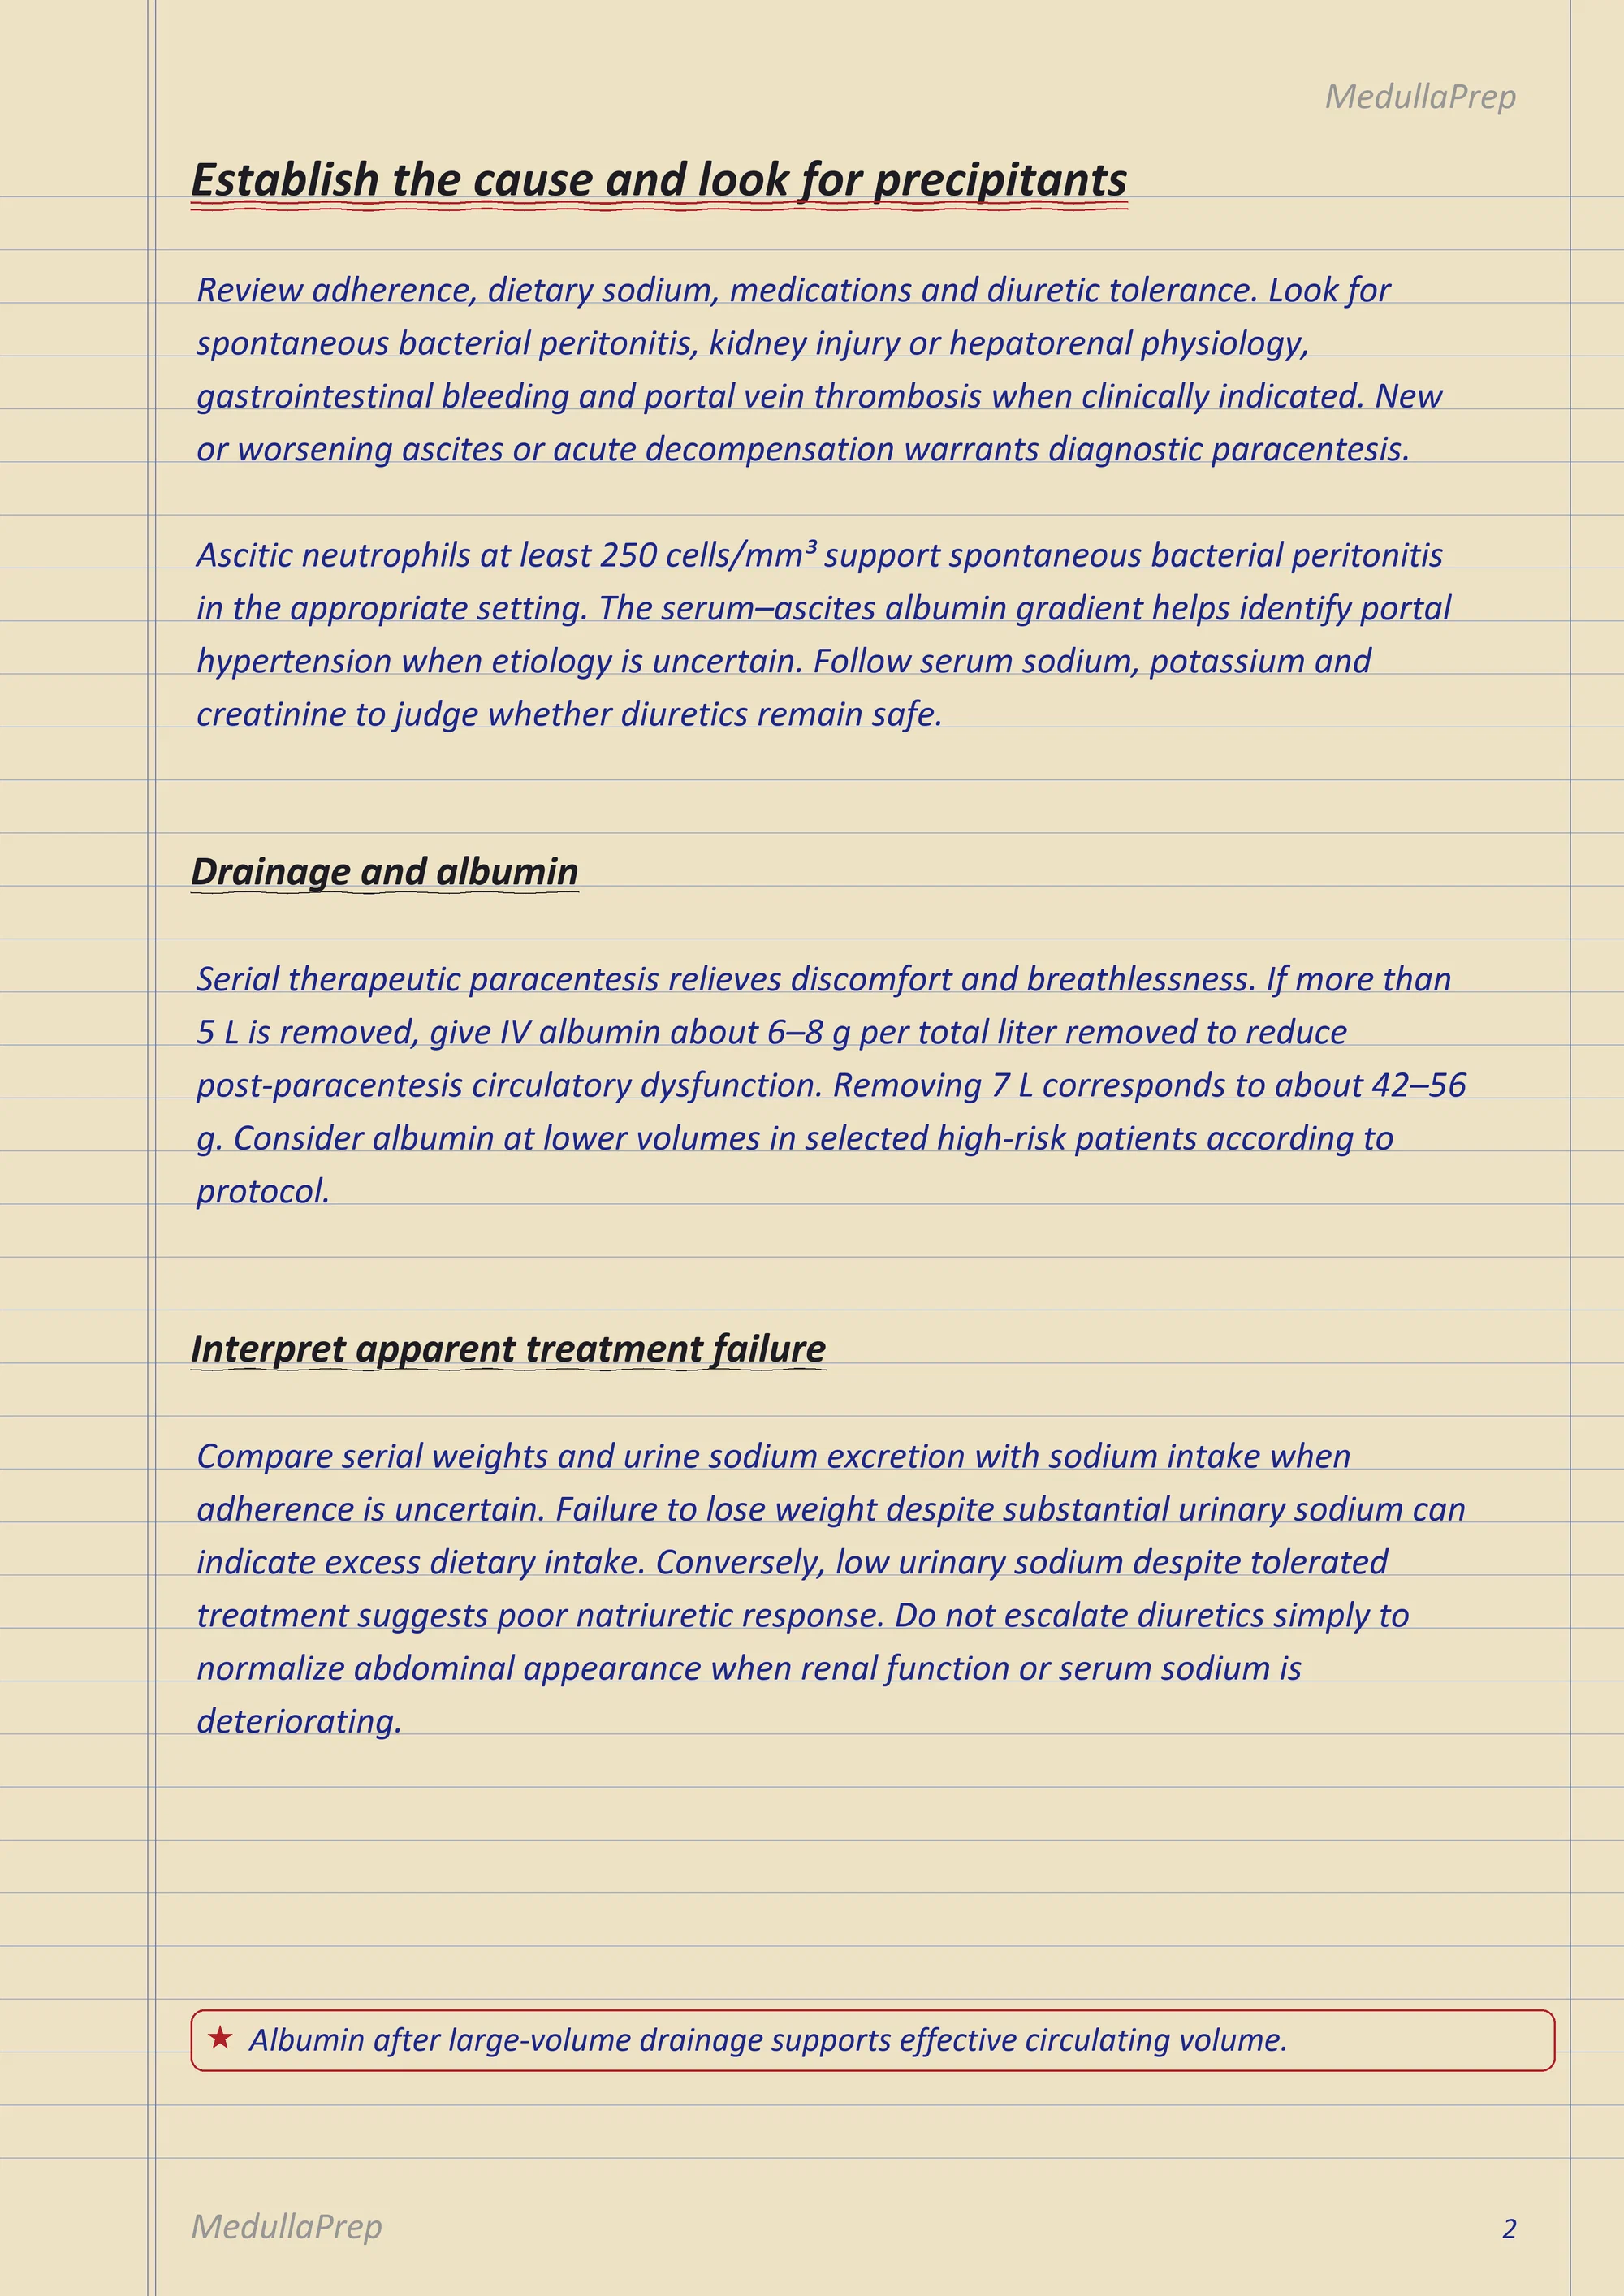 MedullaPrep
Establish the cause and look for precipitants
Review adherence, dietary sodium, medications and diuretic tolerance. Look for
spontaneous bacterial peritonitis, kidney injury or hepatorenal physiology,
gastrointestinal bleeding and portal vein thrombosis when clinically indicated. New
or worsening ascites or acute decompensation warrants diagnostic paracentesis.
Ascitic neutrophils at least 250 cells/mm³ support spontaneous bacterial peritonitis
in the appropriate setting. The serum–ascites albumin gradient helps identify portal
hypertension when etiology is uncertain. Follow serum sodium, potassium and
creatinine to judge whether diuretics remain safe.
Drainage and albumin
Serial therapeutic paracentesis relieves discomfort and breathlessness. If more than
5 L is removed, give IV albumin about 6–8 g per total liter removed to reduce
post-paracentesis circulatory dysfunction. Removing 7 L corresponds to about 42–56
g. Consider albumin at lower volumes in selected high-risk patients according to
protocol.
Interpret apparent treatment failure
Compare serial weights and urine sodium excretion with sodium intake when
adherence is uncertain. Failure to lose weight despite substantial urinary sodium can
indicate excess dietary intake. Conversely, low urinary sodium despite tolerated
treatment suggests poor natriuretic response. Do not escalate diuretics simply to
normalize abdominal appearance when renal function or serum sodium is
deteriorating.
★ Albumin after large-volume drainage supports effective circulating volume.
MedullaPrep
2